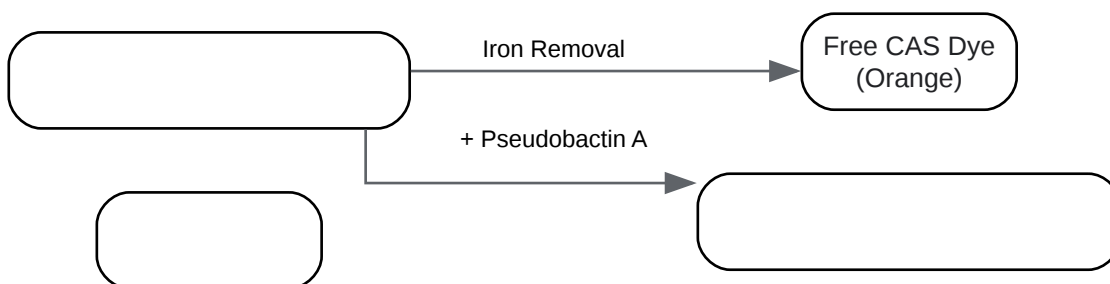 Iron Removal
Free CAS Dye
(Orange)
+ Pseudobactin A